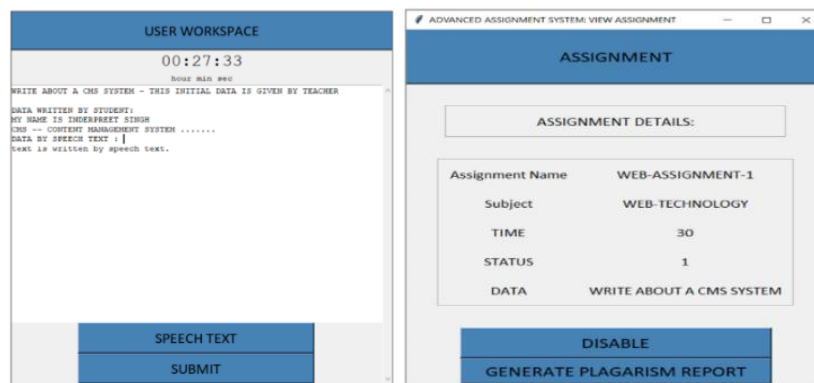 USER WORKSPACE
00:27:33
hour min sec
WRITE ABOUT A CMS SYSTEM - THIS INITIAL DATA IS GIVEN BY TEACHER
DATA WRITTEN BY STUDENT:
MY NAME IS INDERPREET SINGH
CMS -- CONTENT MANAGEMENT SYSTEM .......
DATA BY SPEECH TEXT :
text is written by speech text.
SPEECH TEXT
SUBMIT
ADVANCED ASSIGNMENT SYSTEM: VIEW ASSIGNMENT
ASSIGNMENT
ASSIGNMENT DETAILS:
Assignment Name WEB-ASSIGNMENT-1
Subject WEB-TECHNOLOGY
TIME 30
STATUS 1
DATA WRITE ABOUT A CMS SYSTEM
DISABLE
GENERATE PLAGARISM REPORT